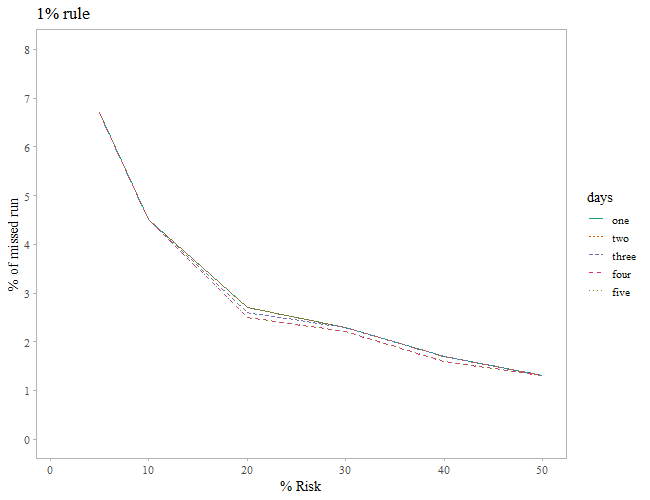 1% rule
8
7
6
5
4
3
2
1
0
% of missed run
0 10 20 30 40 50
% Risk
days
one
two
three
four
five